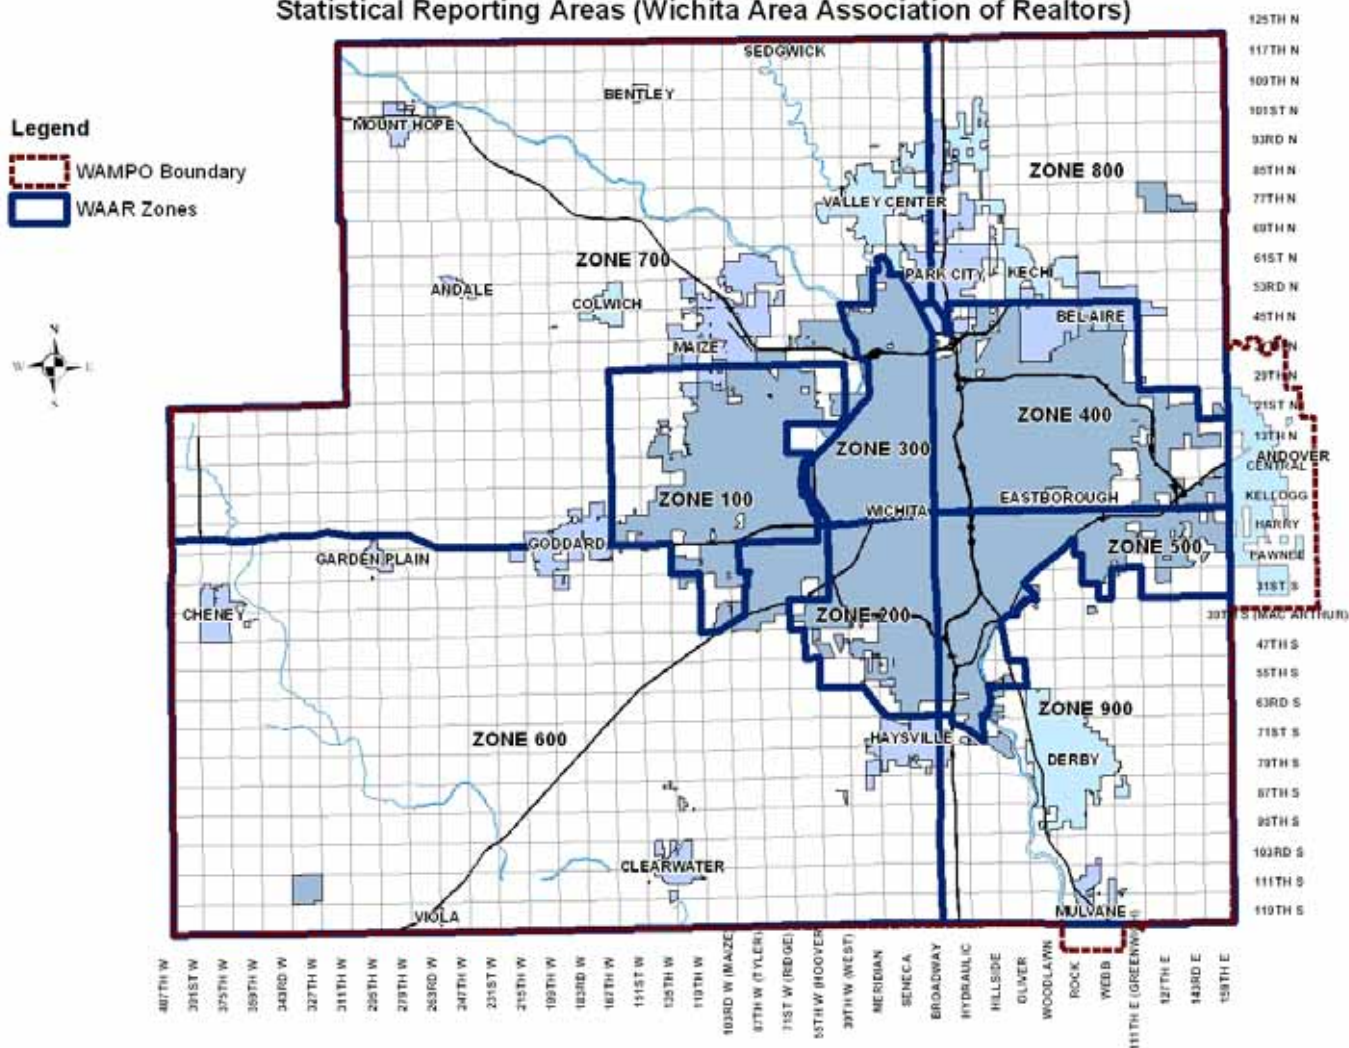 Statistical Reporting Areas (Wichita Area Association of Realtors)
Legend
WAMPO Boundary
WAAR Zones
N
W
E
SEDGWICK
BENTLEY
MOUNT HOPE
ZONE 800
VALLEY CENTER
ZONE 700
PARK CITY
KECHI
ANDALE
COLWICH
BEL AIRE
MAIZE
ZONE 400
ZONE 300
ANDOVER
ZONE 100
EASTBOROUGH
WICHITA
GODDARD
GARDEN PLAIN
ZONE 500
CHENEY
ZONE 200
ZONE 900
ZONE 600
HAYSVILLE
DERBY
CLEARWATER
VIOLA
MULVANE
125TH N
117TH N
109TH N
101ST N
93RD N
85TH N
77TH N
69TH N
61ST N
53RD N
45TH N
29TH N
21ST N
13TH N
CENTRAL
KELLOGG
HARRY
PAWNEE
31ST S
39TH S (MAC ARTHUR)
47TH S
55TH S
63RD S
71ST S
79TH S
87TH S
95TH S
103RD S
111TH S
119TH S
407TH W
391ST W
375TH W
359TH W
343RD W
327TH W
311TH W
295TH W
279TH W
263RD W
247TH W
231ST W
215TH W
199TH W
183RD W
167TH W
151ST W
135TH W
119TH W
103RD W (MAIZE)
87TH W (TYLER)
71ST W (RIDGE)
55TH W (HOOVER)
39TH W (WEST)
MERIDIAN
SENECA
BROADWAY
HYDRAULIC
HILLSIDE
OLIVER
WOODLAWN
ROCK
WEBB
111TH E (GREENWICH)
127TH E
143RD E
159TH E